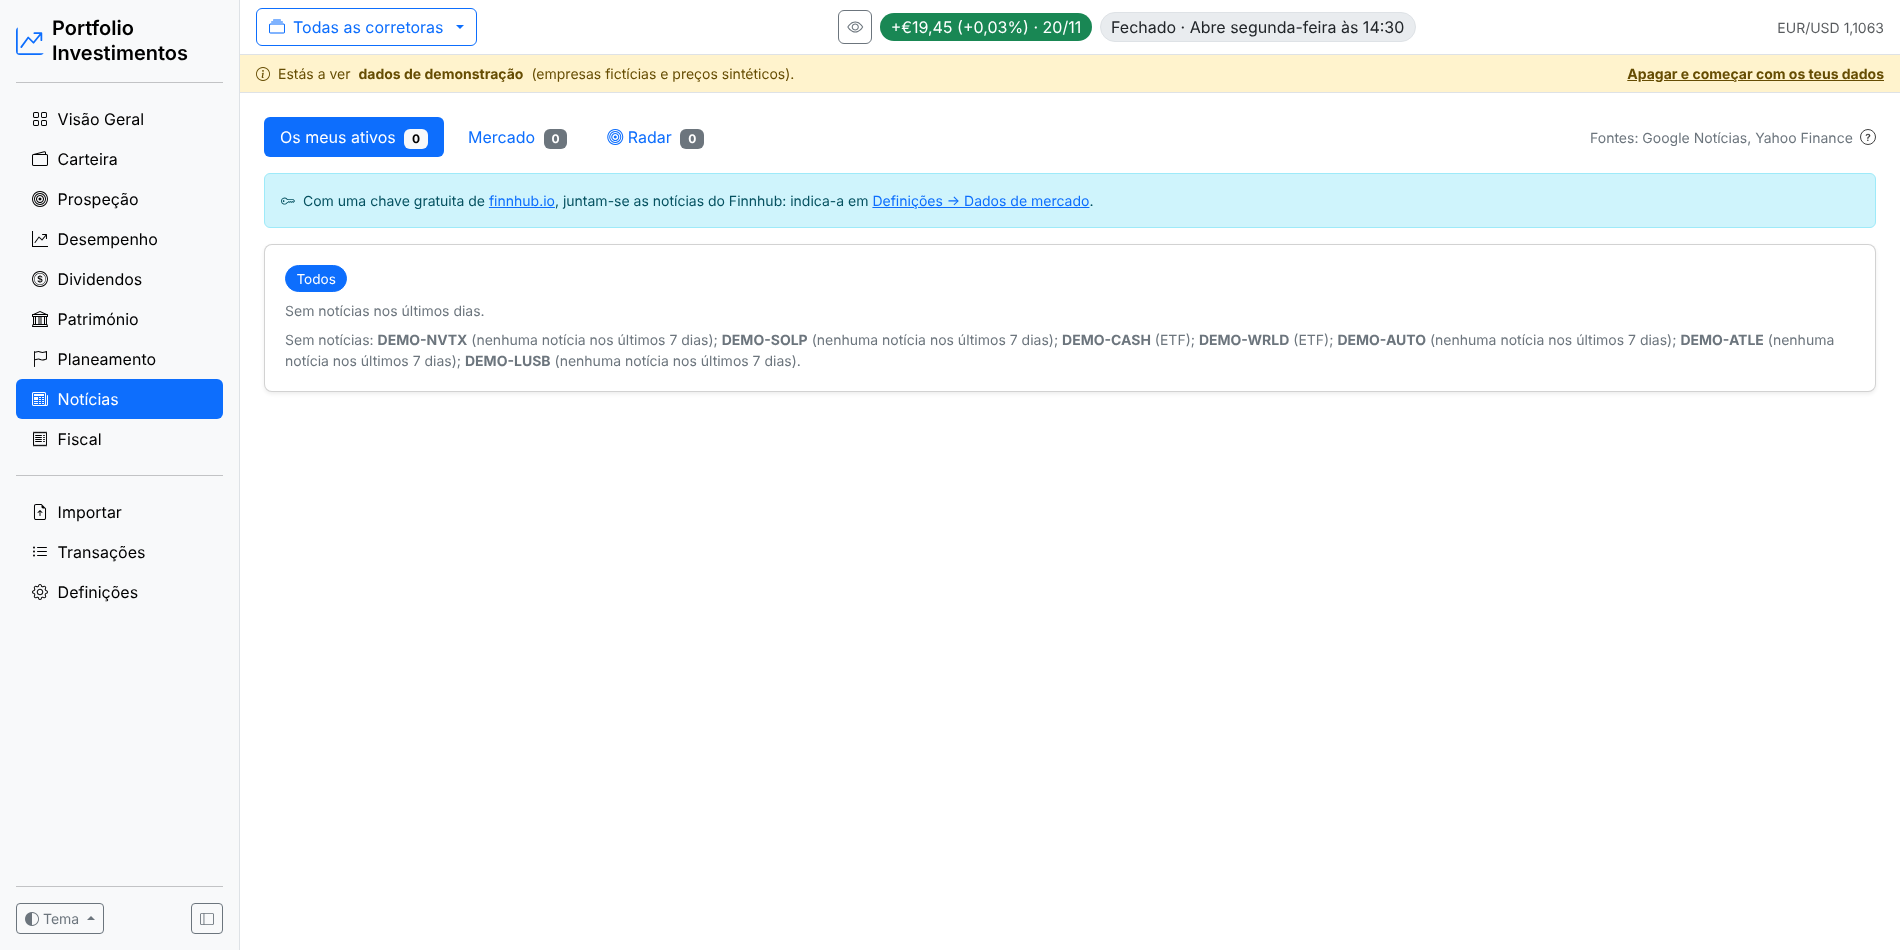 Portfolio
Investimentos
Visão Geral
Carteira
Prospeção
Desempenho
Dividendos
Património
Planeamento
Notícias
Fiscal
Importar
Transações
Definições
Tema
Todas as corretoras
+€19,45 (+0,03%) · 20/11
Fechado · Abre segunda-feira às 14:30
EUR/USD 1,1063
Estás a ver dados de demonstração (empresas fictícias e preços sintéticos).
Apagar e começar com os teus dados
Os meus ativos 0
Mercado 0
Radar 0
Fontes: Google Notícias, Yahoo Finance
Com uma chave gratuita de finnhub.io, juntam-se as notícias do Finnhub: indica-a em Definições → Dados de mercado.
Todos
Sem notícias nos últimos dias.
Sem notícias: DEMO-NVTX (nenhuma notícia nos últimos 7 dias); DEMO-SOLP (nenhuma notícia nos últimos 7 dias); DEMO-CASH (ETF); DEMO-WRLD (ETF); DEMO-AUTO (nenhuma notícia nos últimos 7 dias); DEMO-ATLE (nenhuma
notícia nos últimos 7 dias); DEMO-LUSB (nenhuma notícia nos últimos 7 dias).